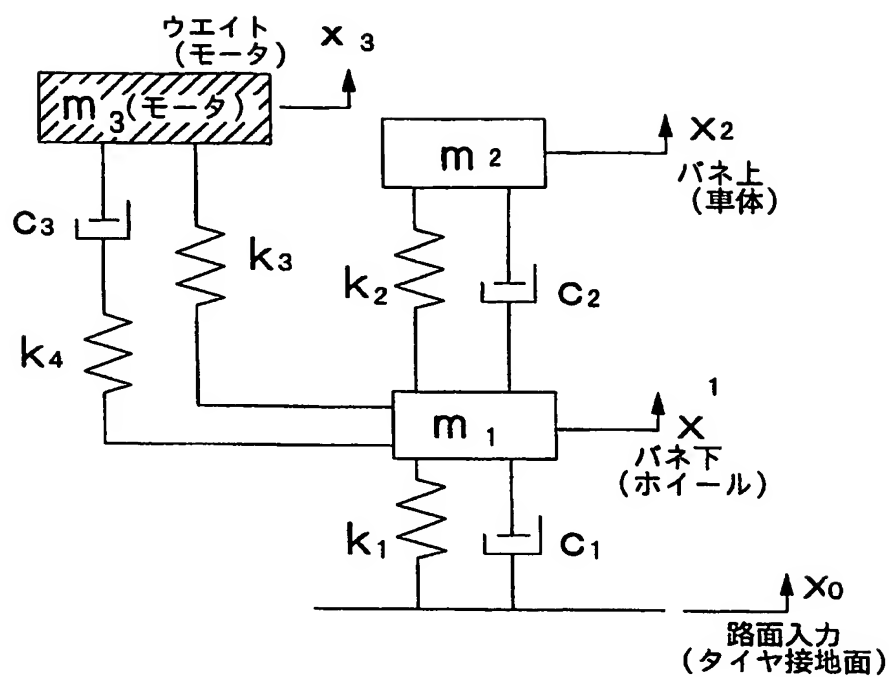 ウエイト
(モータ)
x 3
m 3 (モータ)
x2
m 2
バネ上
(車体)
c3
k3
k2
c2
k4
1
x
m 1
バネ下
(ホイール)
k1
c1
x0
路面入力
(タイヤ接地面)